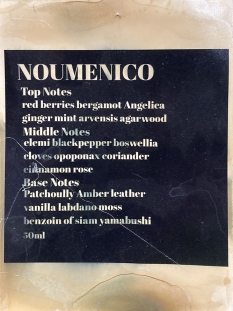 NOUMENICO
Top Notes
red berries bergamot Angelica
ginger mint arvensis agarwood
Middle Notes
elemi blackpepper boswellia
cloves opoponax coriander
cinnamon rose
Base Notes
Patchoully Amber leather
vanilla labdano moss
benzoin of siam yamabushi
50ml